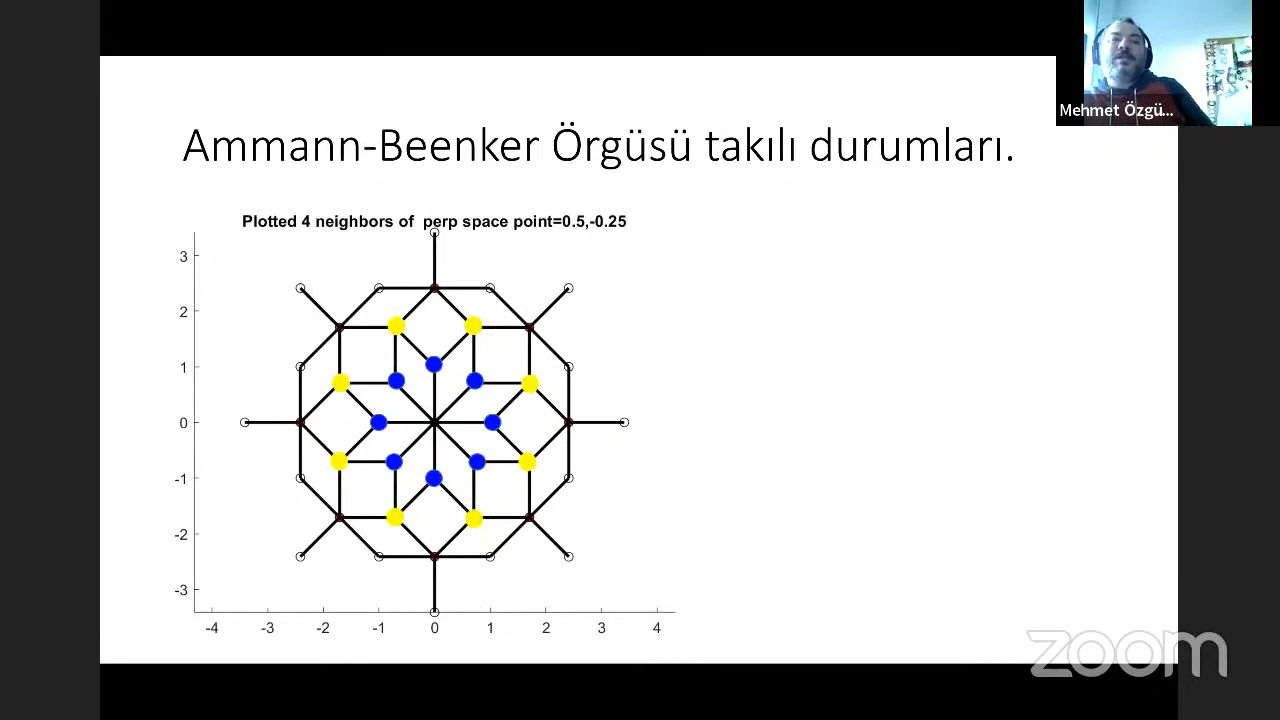 Mehmet Özgü...
Ammann-Beenker Örgüsü takılı durumları.
Plotted 4 neighbors of perp space point=0.5,-0.25
3
2
1
0
-1
-2
-3
-4 -3 -2 -1 0 1 2 3 4
zoom